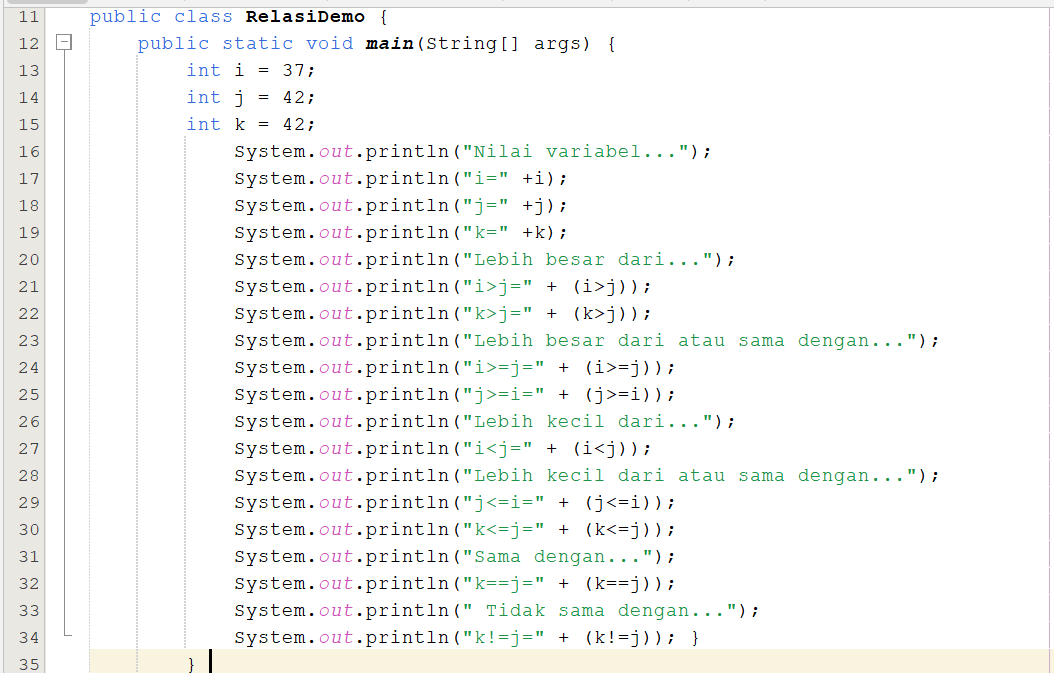 11 public class RelasiDemo {
12 public static void main(String[] args) {
13 int i = 37;
14 int j = 42;
15 int k = 42;
16 System.out.println("Nilai variabel...");
17 System.out.println("i=" +i);
18 System.out.println("j=" +j);
19 System.out.println("k=" +k);
20 System.out.println("Lebih besar dari...");
21 System.out.println("i>j=" + (i>j));
22 System.out.println("k>j=" + (k>j));
23 System.out.println("Lebih besar dari atau sama dengan...");
24 System.out.println("i>=j=" + (i>=j));
25 System.out.println("j>=i=" + (j>=i));
26 System.out.println("Lebih kecil dari...");
27 System.out.println("i<j=" + (i<j));
28 System.out.println("Lebih kecil dari atau sama dengan...");
29 System.out.println("j<=i=" + (j<=i));
30 System.out.println("k<=j=" + (k<=j));
31 System.out.println("Sama dengan...");
32 System.out.println("k==j=" + (k==j));
33 System.out.println(" Tidak sama dengan...");
34 System.out.println("k!=j=" + (k!=j)); }
35 }